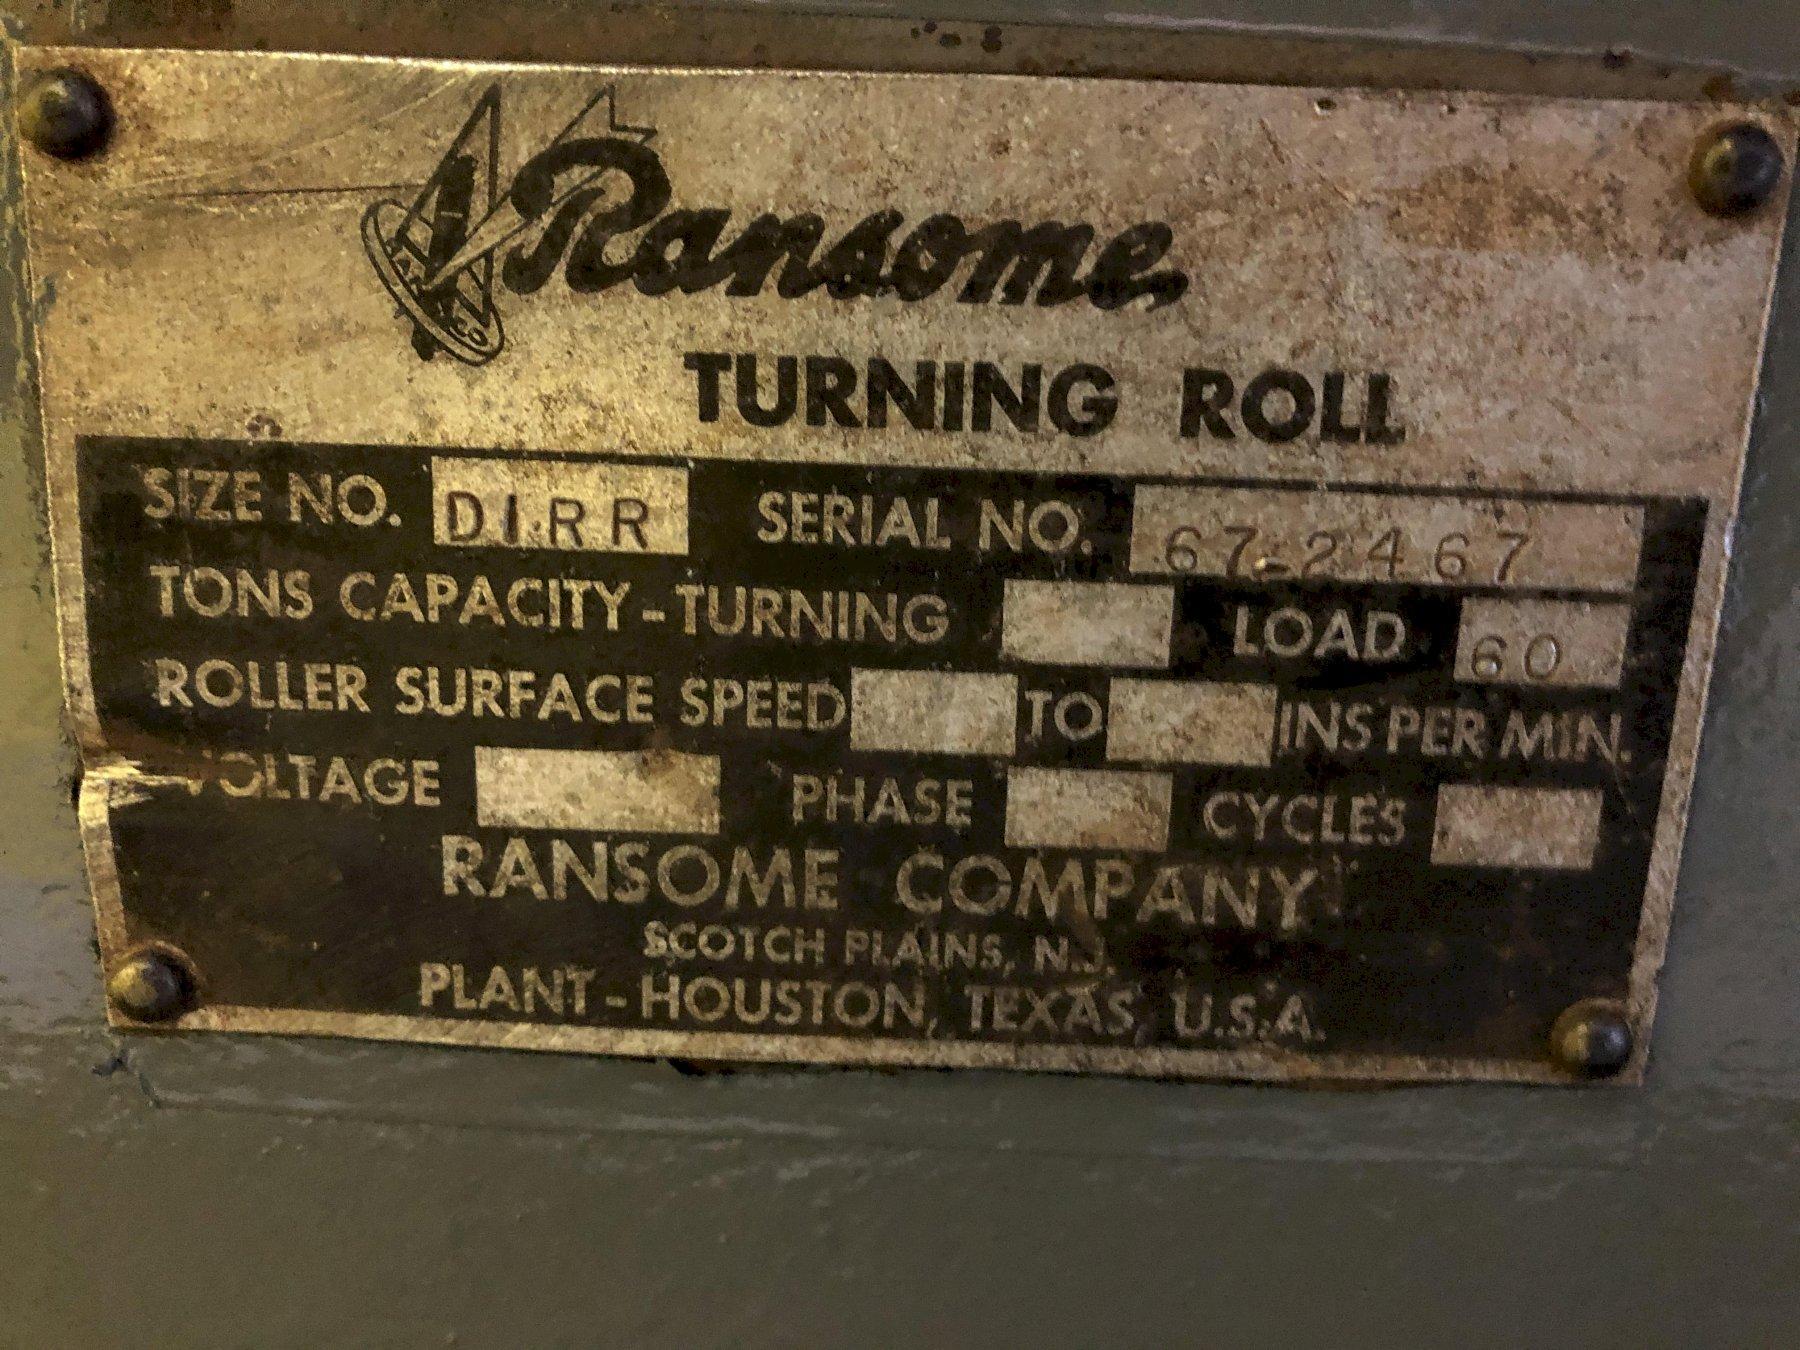 Ransome
TURNING ROLL
SIZE NO. DIRR SERIAL NO. 67-2467
TONS CAPACITY-TURNING LOAD 60
ROLLER SURFACE SPEED TO INS PER MIN.
VOLTAGE PHASE CYCLES
RANSOME COMPANY
SCOTCH PLAINS, N.J.
PLANT-HOUSTON, TEXAS, U.S.A.